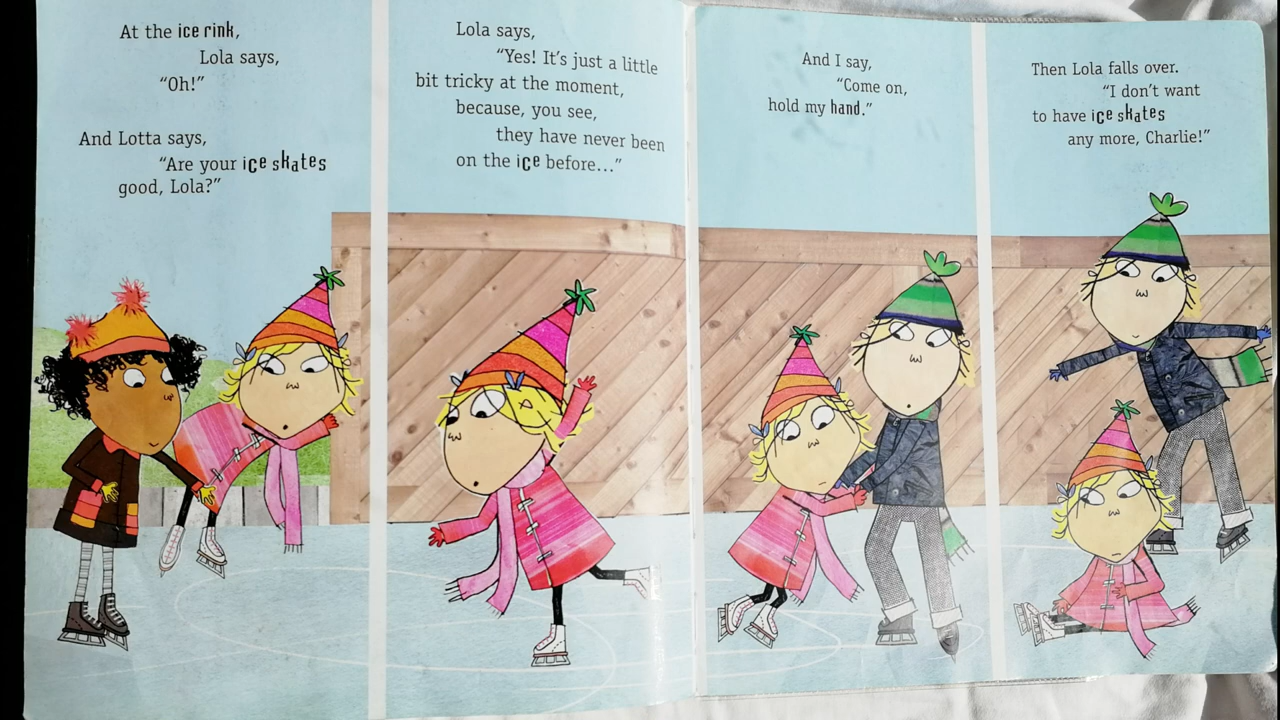 At the ice rink,
Lola says,
“Oh!”
And Lotta says,
“Are your ice skates
good, Lola?”
Lola says,
“Yes! It’s just a little
bit tricky at the moment,
because, you see,
they have never been
on the ice before...”
And I say,
“Come on,
hold my hand.”
Then Lola falls over.
“I don’t want
to have ice skates
any more, Charlie!”